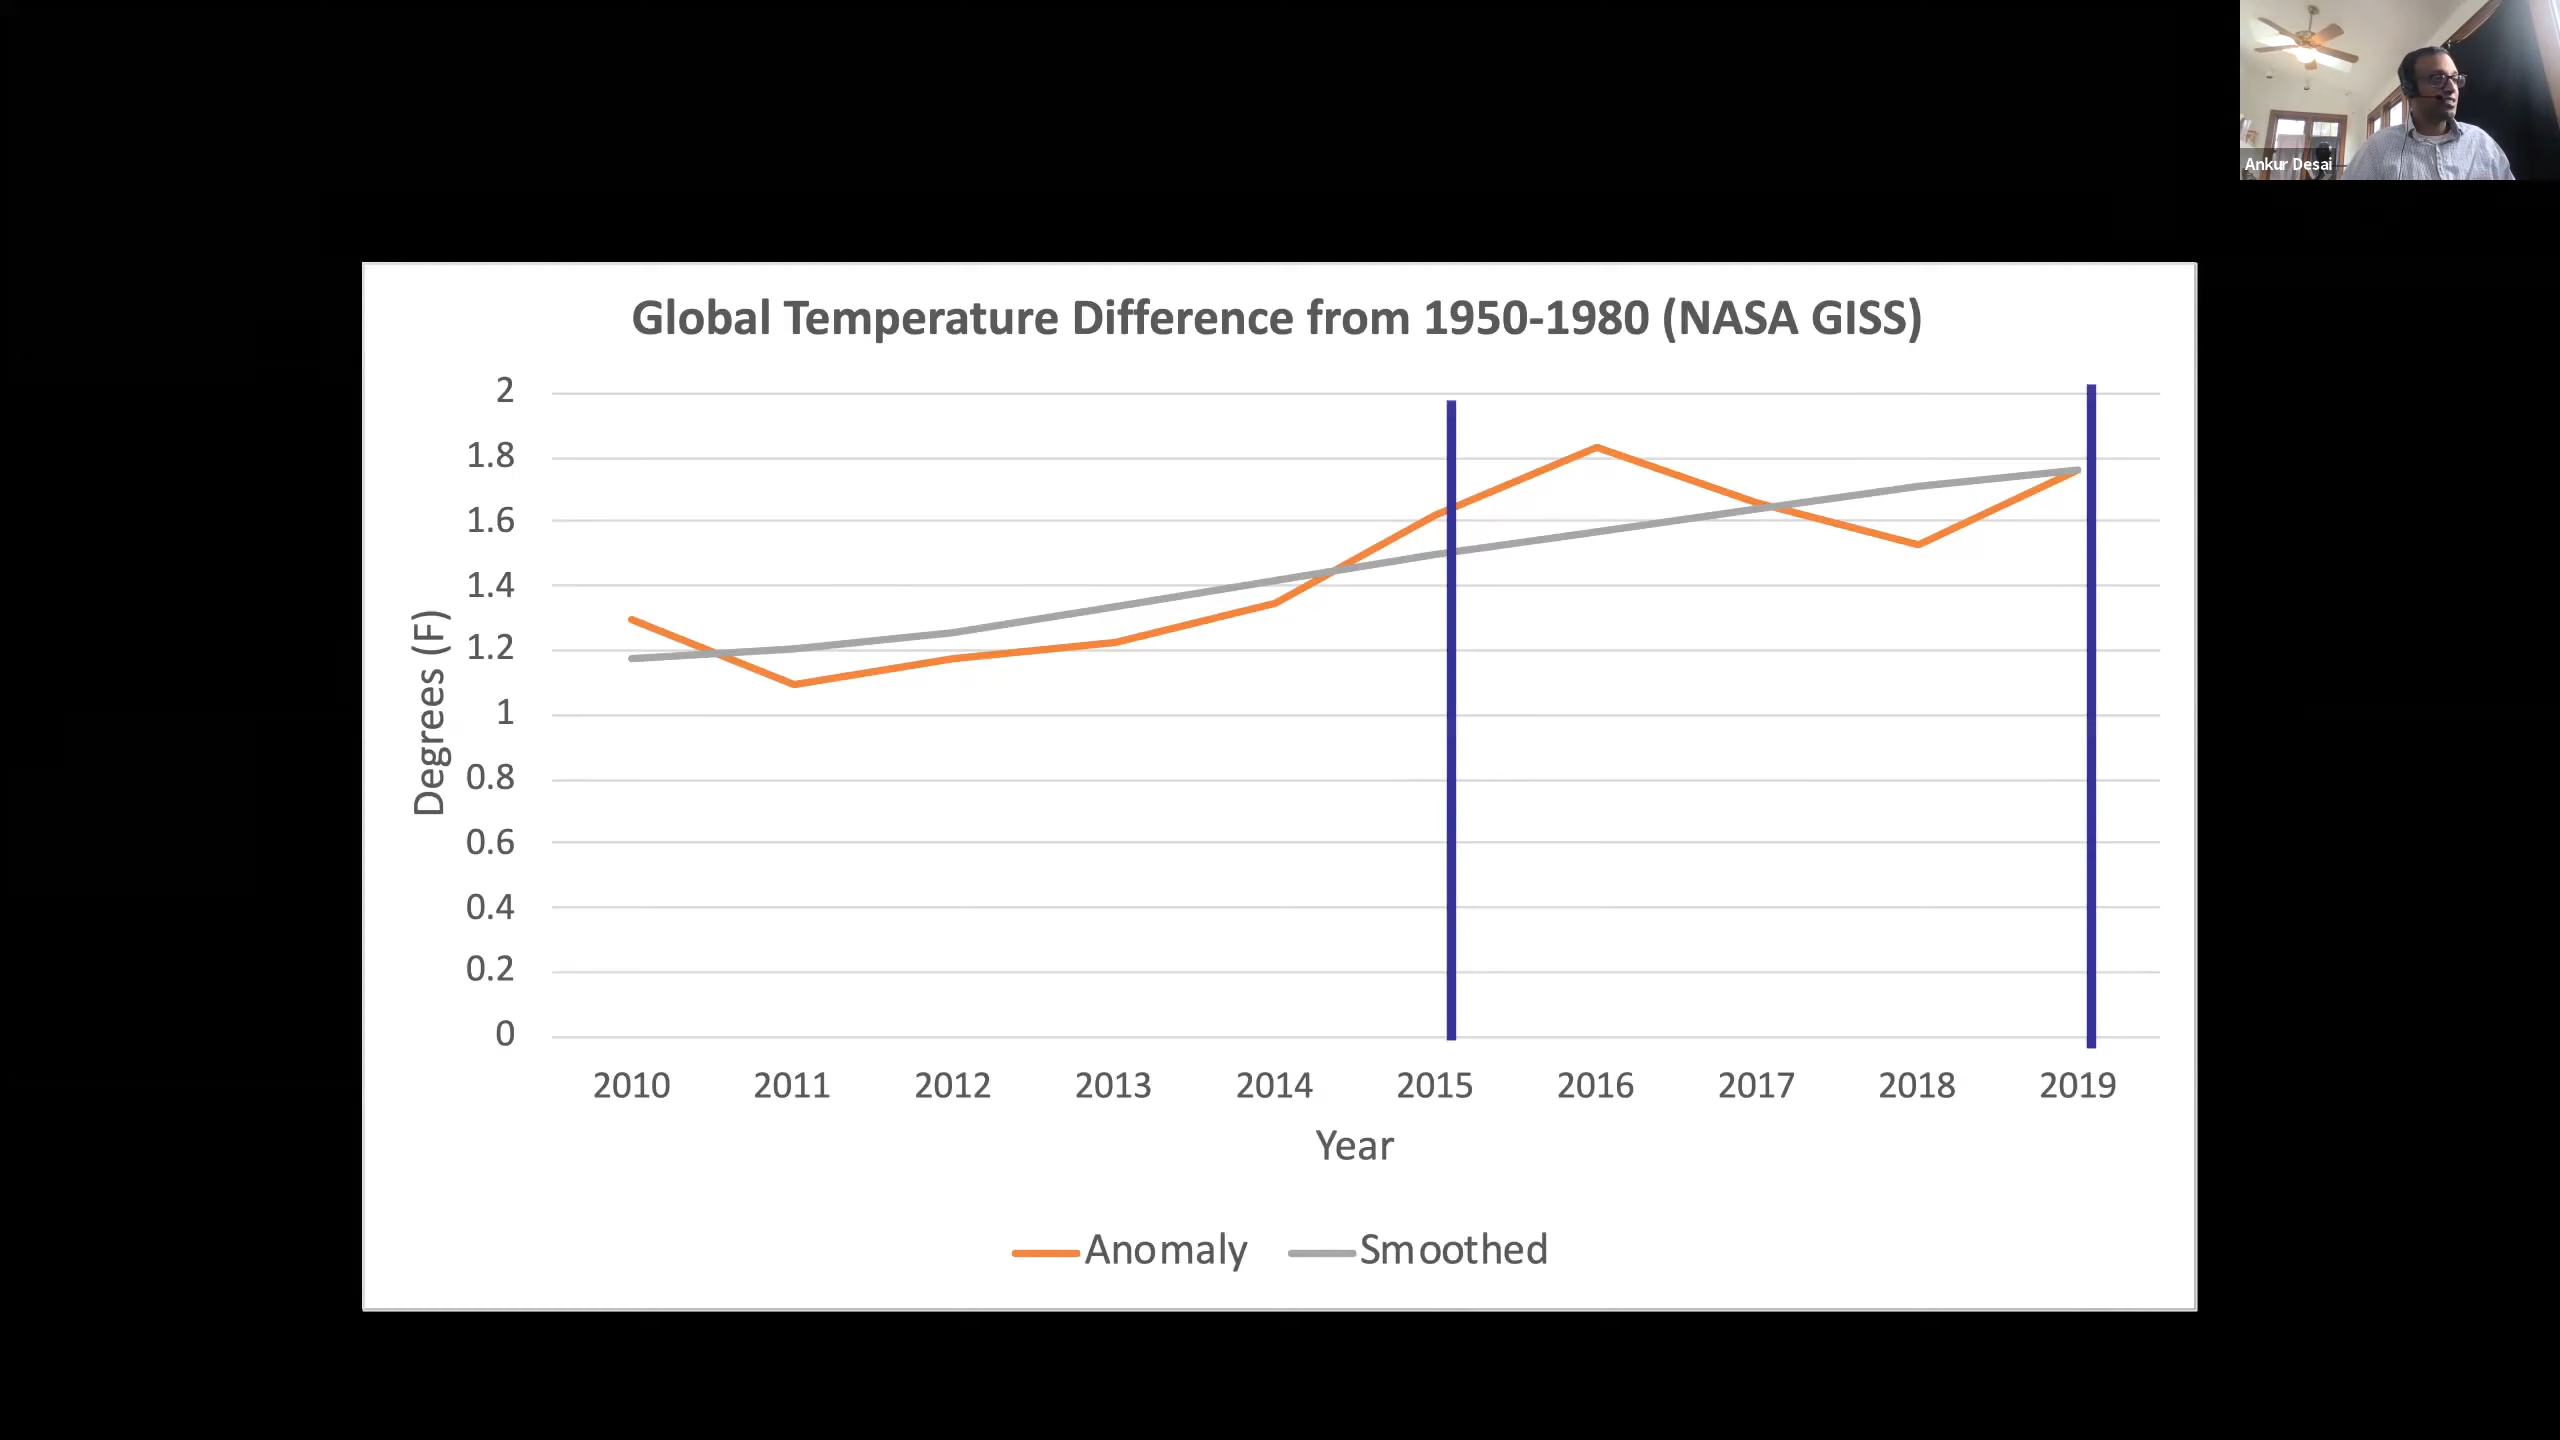 Ankur Desai
Global Temperature Difference from 1950-1980 (NASA GISS)
2
1.8
1.6
1.4
1.2
1
0.8
0.6
0.4
0.2
0
Degrees (F)
2010 2011 2012 2013 2014 2015 2016 2017 2018 2019
Year
Anomaly Smoothed